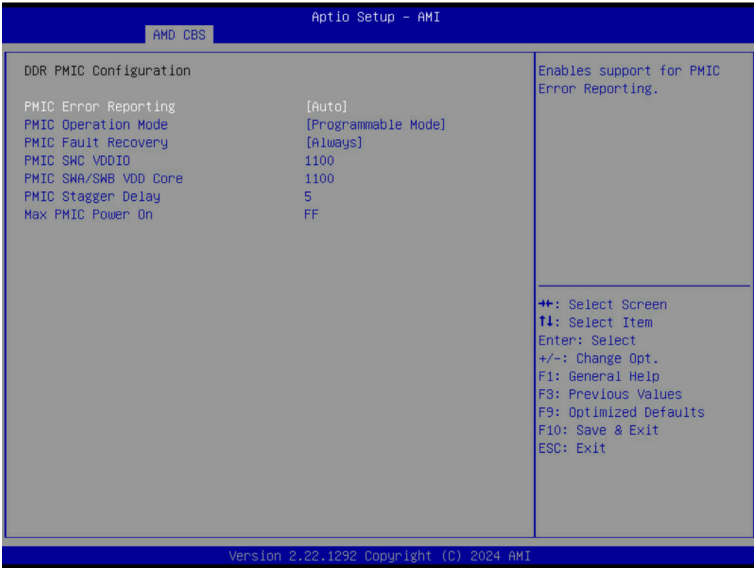 Aptio Setup – AMI
AMD CBS
DDR PMIC Configuration
PMIC Error Reporting [Auto]
PMIC Operation Mode [Programmable Mode]
PMIC Fault Recovery [Always]
PMIC SWC VDDIO 1100
PMIC SWA/SWB VDD Core 1100
PMIC Stagger Delay 5
Max PMIC Power On FF
Enables support for PMIC
Error Reporting.
→←: Select Screen
↑↓: Select Item
Enter: Select
+/-: Change Opt.
F1: General Help
F3: Previous Values
F9: Optimized Defaults
F10: Save & Exit
ESC: Exit
Version 2.22.1292 Copyright (C) 2024 AMI